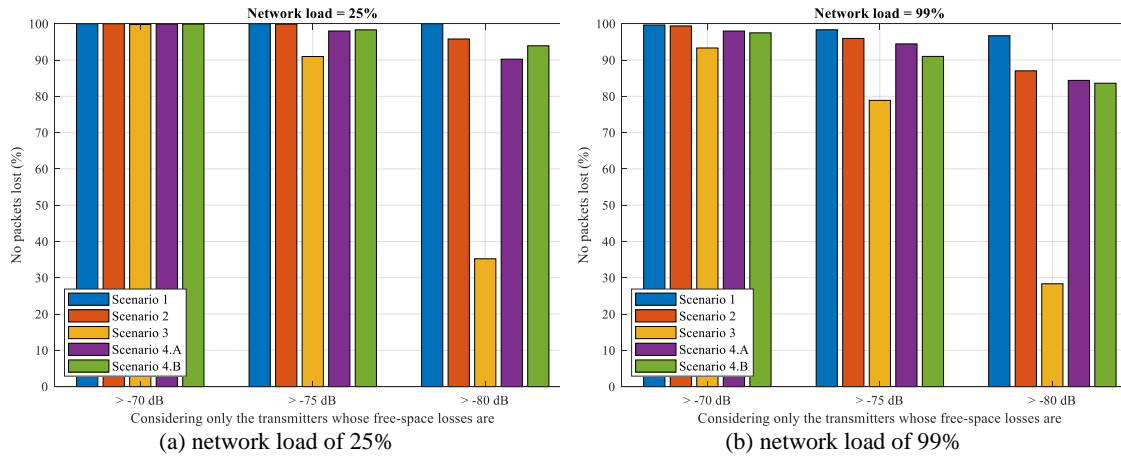 Network load = 25%
No packets lost (%)
100
90
80
70
60
50
40
30
20
10
0
Scenario 1
Scenario 2
Scenario 3
Scenario 4.A
Scenario 4.B
> -70 dB
> -75 dB
> -80 dB
Considering only the transmitters whose free-space losses are
(a) network load of 25%
Network load = 99%
No packets lost (%)
100
90
80
70
60
50
40
30
20
10
0
Scenario 1
Scenario 2
Scenario 3
Scenario 4.A
Scenario 4.B
> -70 dB
> -75 dB
> -80 dB
Considering only the transmitters whose free-space losses are
(b) network load of 99%